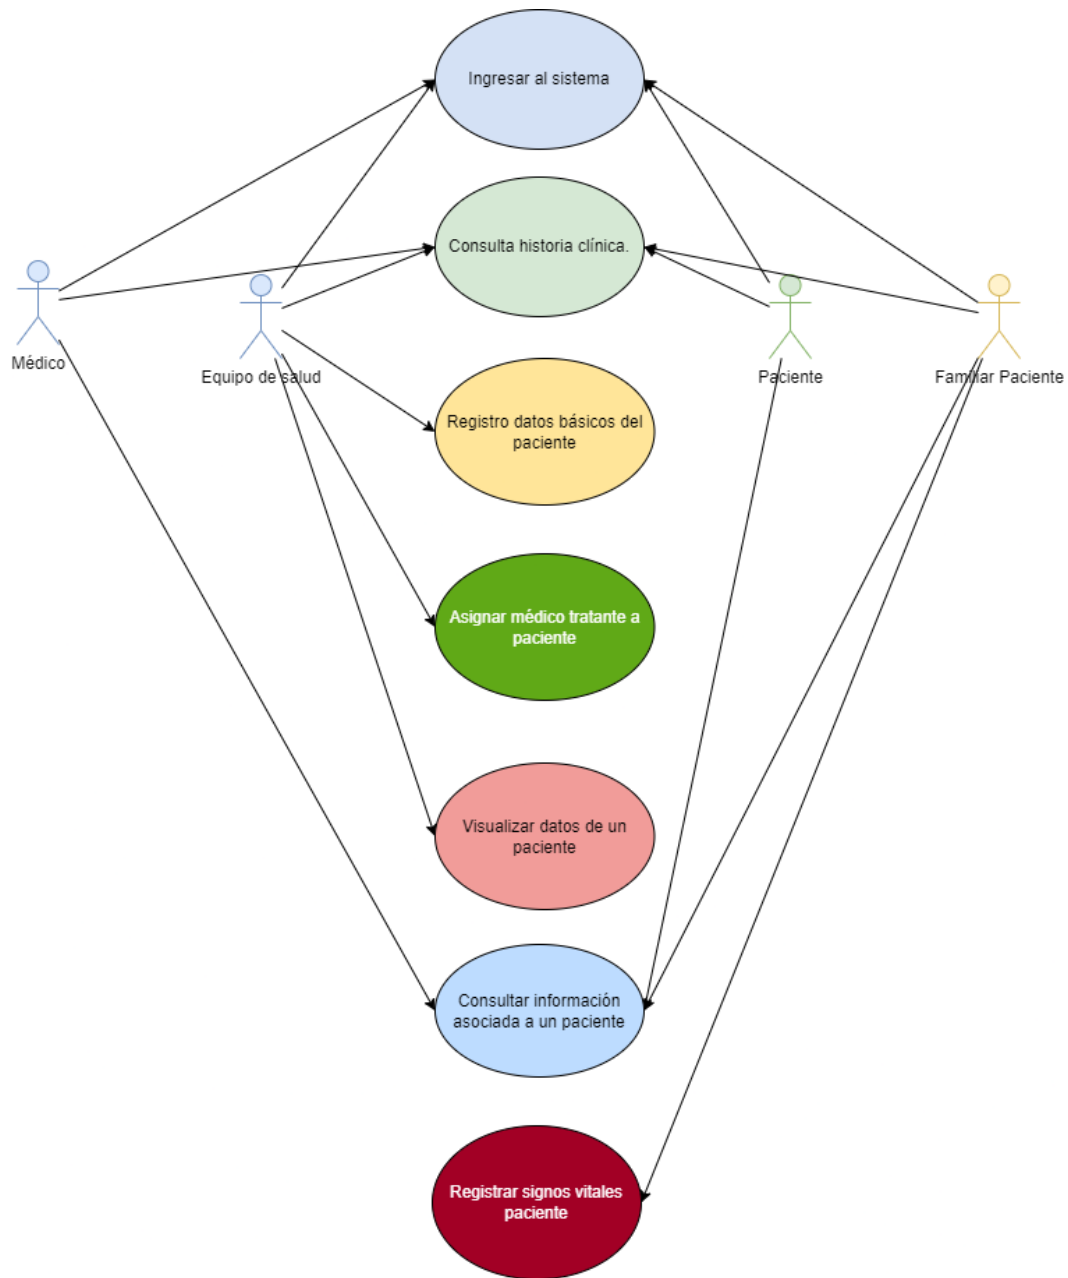 Ingresar al sistema
Consulta historia clínica.
Médico
Equipo de salud
Paciente
Familiar Paciente
Registro datos básicos del
paciente
Asignar médico tratante a
paciente
Visualizar datos de un
paciente
Consultar información
asociada a un paciente
Registrar signos vitales
paciente